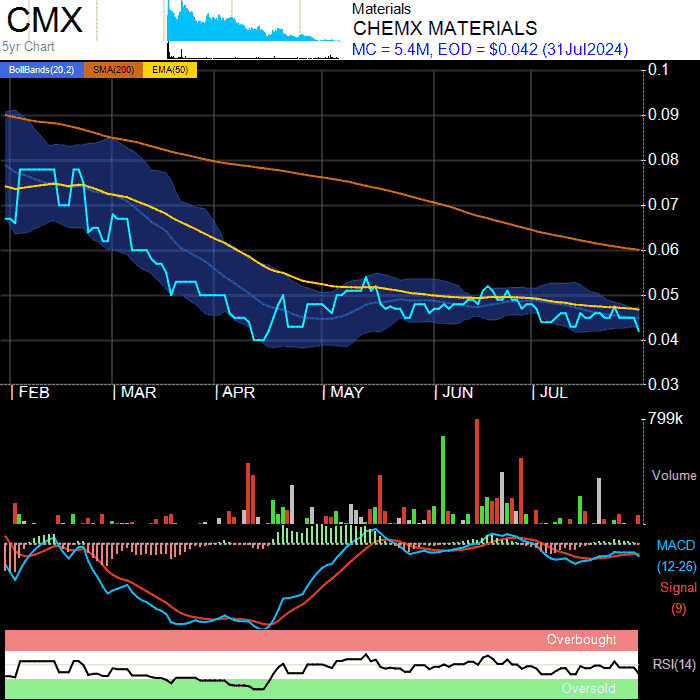 CMX
5yr Chart
Materials
CHEMX MATERIALS
MC = 5.4M, EOD = $0.042 (31Jul2024)
BollBands(20,2) SMA(200) EMA(50)
0.1
0.09
0.08
0.07
0.06
0.05
0.04
0.03
FEB MAR APR MAY JUN JUL
799k
Volume
MACD
(12-26)
Signal
(9)
Overbought
RSI(14)
Oversold